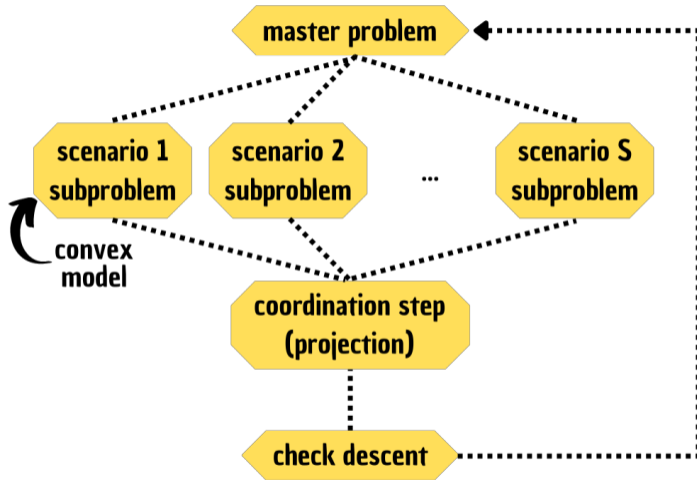 master problem
scenario 1
subproblem
scenario 2
subproblem
...
scenario S
subproblem
convex
model
coordination step
(projection)
check descent